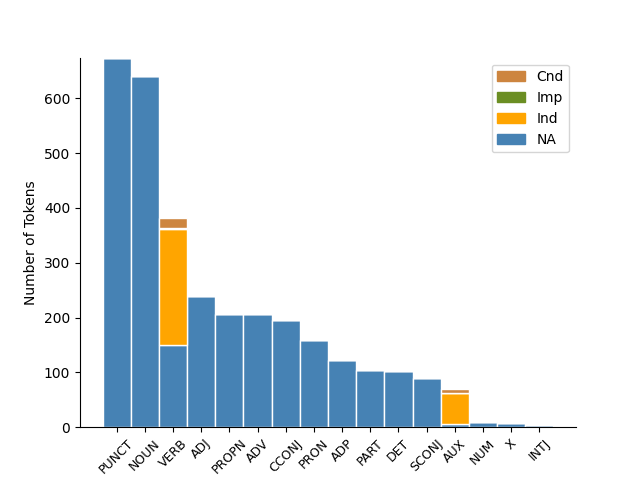 Cnd
Imp
Ind
NA
Number of Tokens
600
500
400
300
200
100
0
PUNCT
NOUN
VERB
ADJ
PROPN
ADV
CCONJ
PRON
ADP
PART
DET
SCONJ
AUX
NUM
X
INTJ